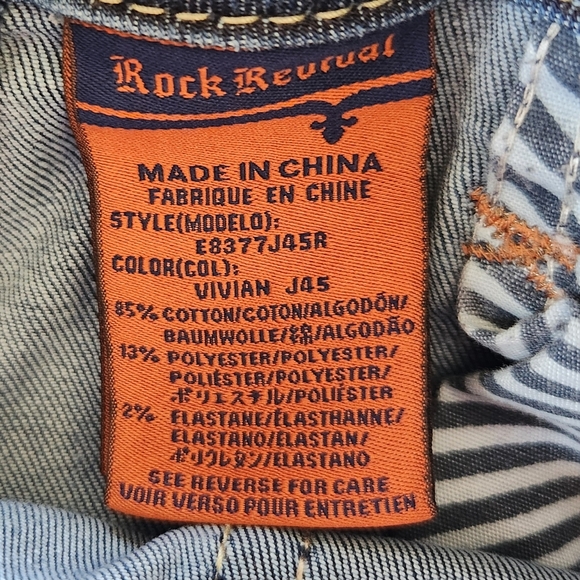 Rock Revival
MADE IN CHINA
FABRIQUE EN CHINE
STYLE(MODELO):
E8377J45R
COLOR(COL):
VIVIAN J45
85% COTTON/COTON/ALGODÓN/
BAUMWOLLE/綿/ALGODÃO
13% POLYESTER/POLYESTER/
POLIÉSTER/POLYESTER/
ポリエステル/POLIÉSTER
2% ELASTANE/ELASTHANNE/
ELASTANO/ELASTAN/
ポリウレタン/ELASTANO
SEE REVERSE FOR CARE
VOIR VERSO POUR ENTRETIEN